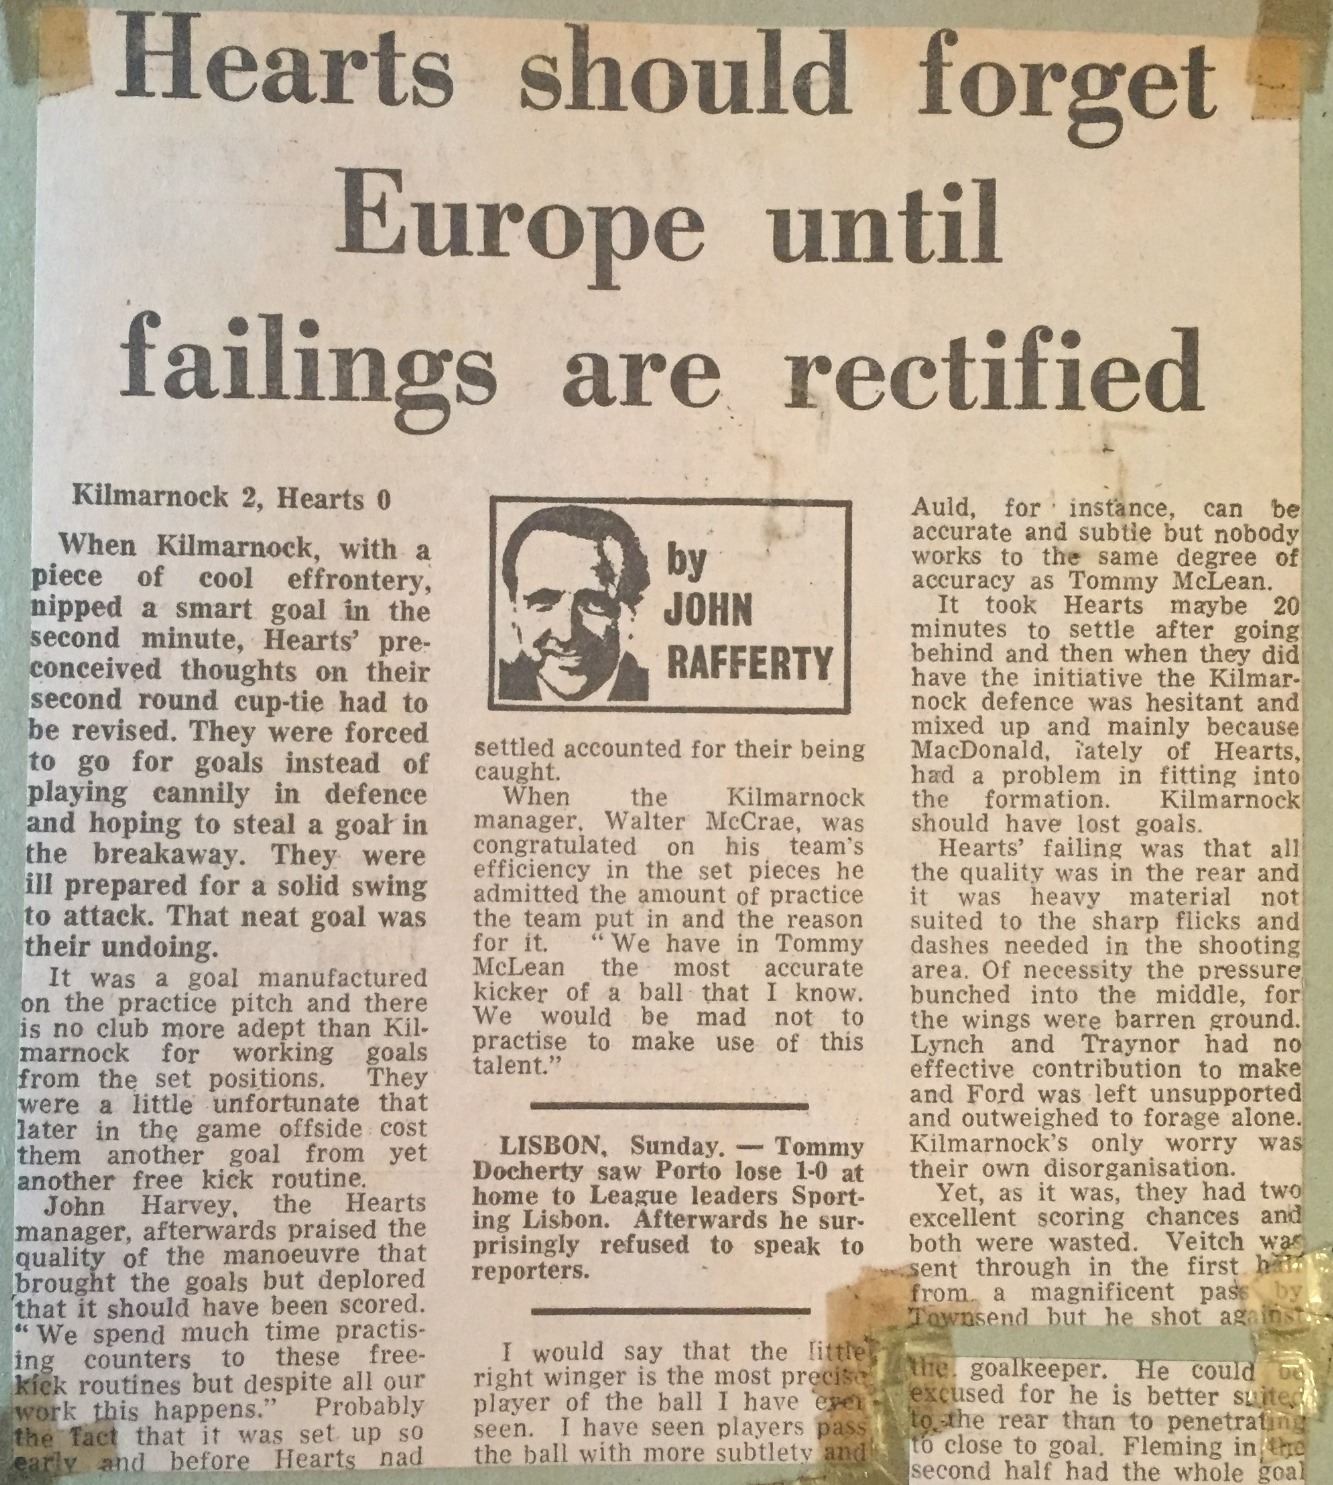 Hearts should forget
Europe until
failings are rectified
Kilmarnock 2, Hearts 0
When Kilmarnock, with a
piece of cool effrontery,
nipped a smart goal in the
second minute, Hearts' pre-
conceived thoughts on their
second round cup-tie had to
be revised. They were forced
to go for goals instead of
playing cannily in defence
and hoping to steal a goal in
the breakaway. They were
ill prepared for a solid swing
to attack. That neat goal was
their undoing.
It was a goal manufactured
on the practice pitch and there
is no club more adept than Kil-
marnock for working goals
from the set positions. They
were a little unfortunate that
later in the game offside cost
them another goal from yet
another free kick routine.
John Harvey, the Hearts
manager, afterwards praised the
quality of the manoeuvre that
brought the goals but deplored
that it should have been scored.
"We spend much time practis-
ing counters to these free-
kick routines but despite all our
work this happens." Probably
the fact that it was set up so
early and before Hearts had
by
JOHN
RAFFERTY
settled accounted for their being
caught.
When the Kilmarnock
manager, Walter McCrae, was
congratulated on his team's
efficiency in the set pieces he
admitted the amount of practice
the team put in and the reason
for it. "We have in Tommy
McLean the most accurate
kicker of a ball that I know.
We would be mad not to
practise to make use of this
talent."
LISBON, Sunday. — Tommy
Docherty saw Porto lose 1-0 at
home to League leaders Sport-
ing Lisbon. Afterwards he sur-
prisingly refused to speak to
reporters.
I would say that the little
right winger is the most precise
player of the ball I have ever
seen. I have seen players pass
the ball with more subtlety and
Auld, for instance, can be
accurate and subtle but nobody
works to the same degree of
accuracy as Tommy McLean.
It took Hearts maybe 20
minutes to settle after going
behind and then when they did
have the initiative the Kilmar-
nock defence was hesitant and
mixed up and mainly because
MacDonald, lately of Hearts,
had a problem in fitting into
the formation. Kilmarnock
should have lost goals.
Hearts' failing was that all
the quality was in the rear and
it was heavy material not
suited to the sharp flicks and
dashes needed in the shooting
area. Of necessity the pressure
bunched into the middle, for
the wings were barren ground.
Lynch and Traynor had no
effective contribution to make
and Ford was left unsupported
and outweighed to forage alone.
Kilmarnock's only worry was
their own disorganisation.
Yet, as it was, they had two
excellent scoring chances and
both were wasted. Veitch was
sent through in the first half
from a magnificent pass by
Townsend but he shot against
the goalkeeper. He could be
excused for he is better suited
to the rear than to penetrating
to close to goal. Fleming in the
second half had the whole goal